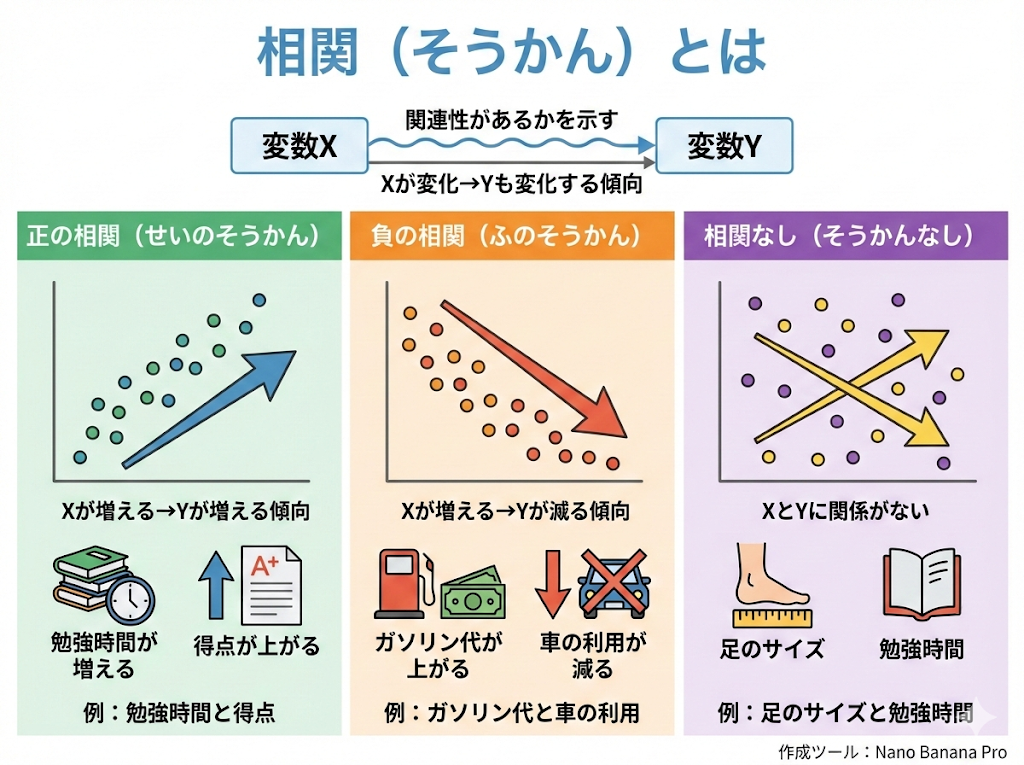 相関（そうかん）とは
関連性があるかを示す
変数X
変数Y
Xが変化→Yも変化する傾向
正の相関（せいのそうかん）
Xが増える→Yが増える傾向
A+
勉強時間が
増える
得点が上がる
例：勉強時間と得点
負の相関（ふのそうかん）
Xが増える→Yが減る傾向
ガソリン代が
上がる
車の利用が
減る
例：ガソリン代と車の利用
相関なし（そうかんなし）
XとYに関係がない
足のサイズ
勉強時間
例：足のサイズと勉強時間
作成ツール：Nano Banana Pro